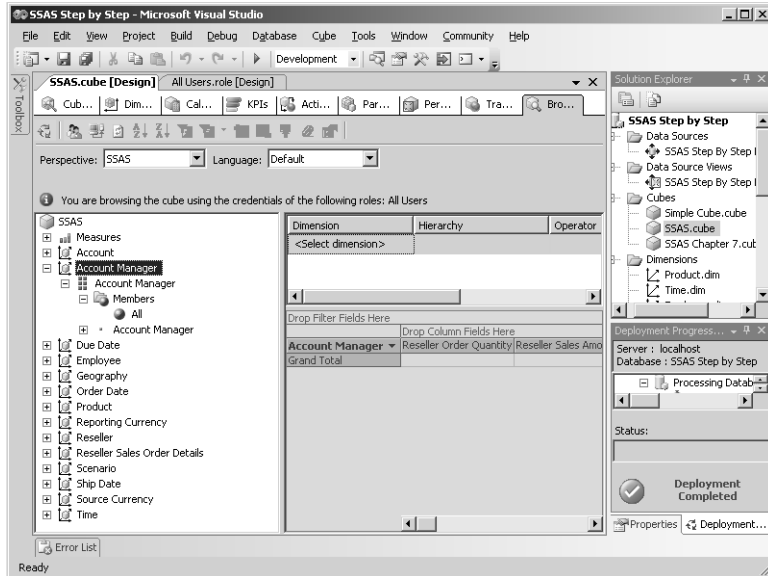 SSAS Step by Step - Microsoft Visual Studio
File Edit View Project Build Debug Database Cube Tools Window Community Help
Development
Toolbox
SSAS.cube [Design] All Users.role [Design]
Cub... Dim... Cal... KPIs Acti... Par... Per... Tra... Bro...
Perspective: SSAS Language: Default
You are browsing the cube using the credentials of the following roles: All Users
SSAS
Measures
Account
Account Manager
Account Manager
Members
All
Account Manager
Due Date
Employee
Geography
Order Date
Product
Reporting Currency
Reseller
Reseller Sales Order Details
Scenario
Ship Date
Source Currency
Time
Dimension Hierarchy Operator
<Select dimension>
Drop Filter Fields Here
Drop Column Fields Here
Account Manager Reseller Order Quantity Reseller Sales Amo
Grand Total
Solution Explorer
SSAS Step by Step
Data Sources
SSAS Step By Step
Data Source Views
SSAS Step By Step
Cubes
Simple Cube.cube
SSAS.cube
SSAS Chapter 7.cub
Dimensions
Product.dim
Time.dim
Deployment Progress...
Server : localhost
Database : SSAS Step by Step
Processing Datab
Status:
Deployment
Completed
Properties Deployment...
Error List
Ready